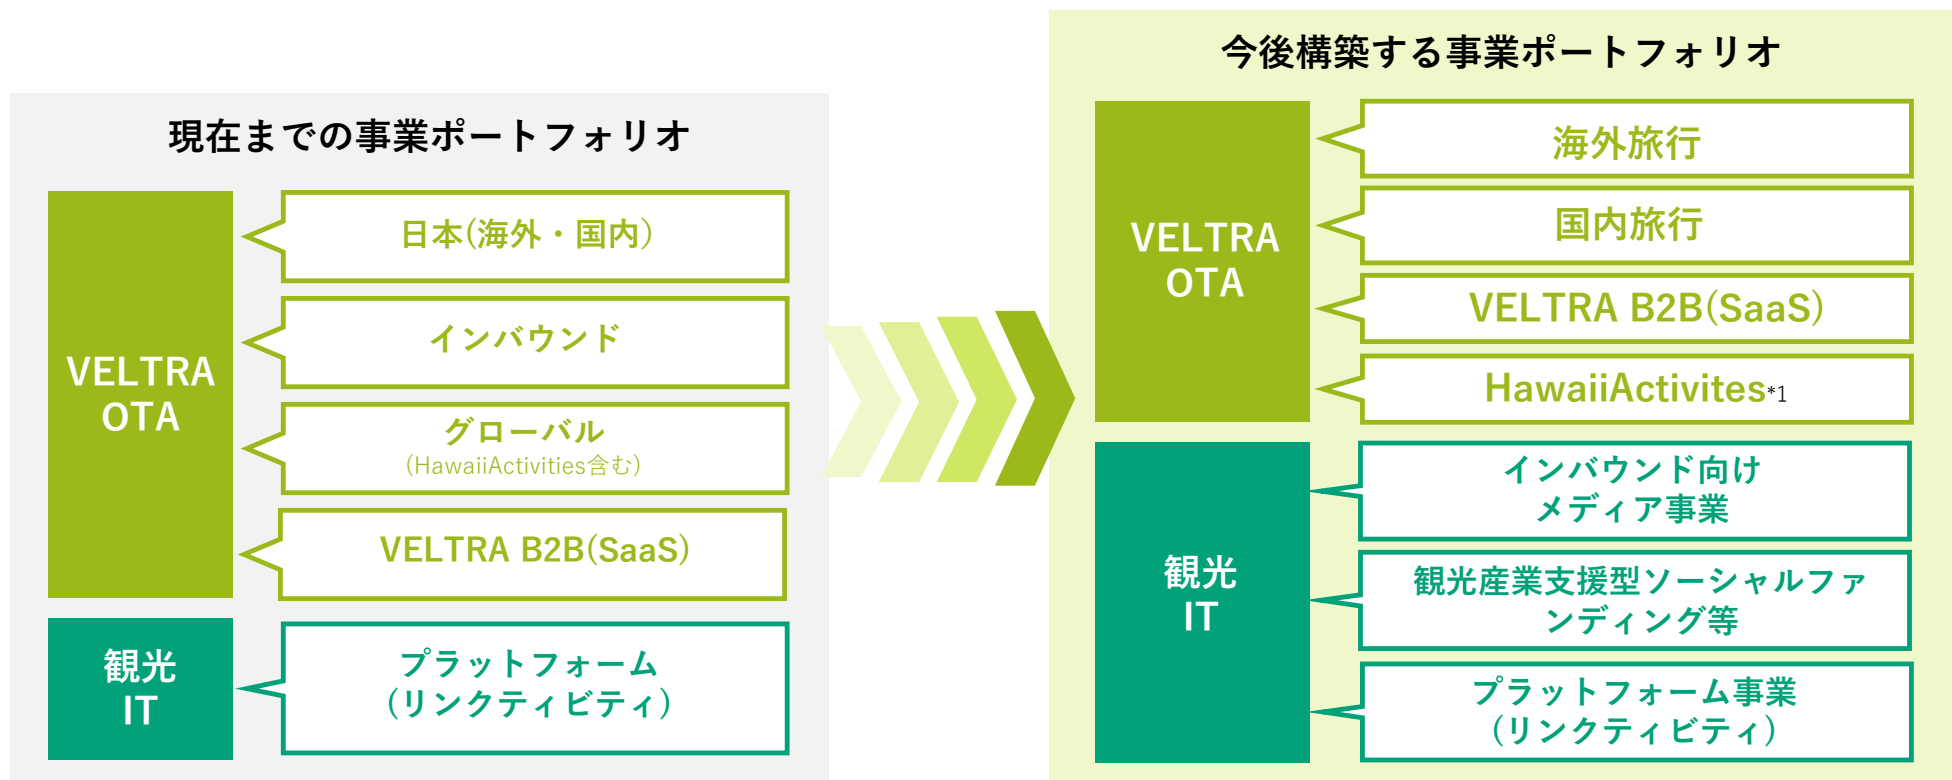 現在までの事業ポートフォリオ
VELTRA
OTA
日本(海外・国内)
インバウンド
グローバル
(HawaiiActivities含む)
VELTRA B2B(SaaS)
観光
IT
プラットフォーム
(リンクティビティ)
今後構築する事業ポートフォリオ
VELTRA
OTA
海外旅行
国内旅行
VELTRA B2B(SaaS)
HawaiiActivites*1
観光
IT
インバウンド向け
メディア事業
観光産業支援型ソーシャルファ
ンディング等
プラットフォーム事業
(リンクティビティ)